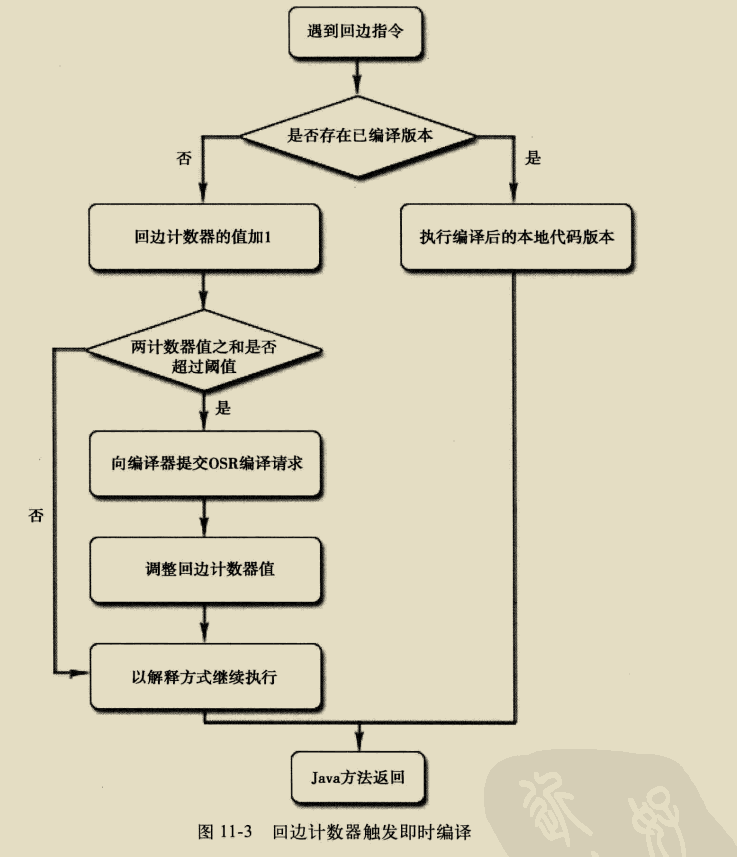 遇到回边指令
是否存在已编译版本
否
是
回边计数器的值加1
执行编译后的本地代码版本
两计数器值之和是否
超过阈值
是
向编译器提交OSR编译请求
否
调整回边计数器值
以解释方式继续执行
Java方法返回
图 11-3 回边计数器触发即时编译